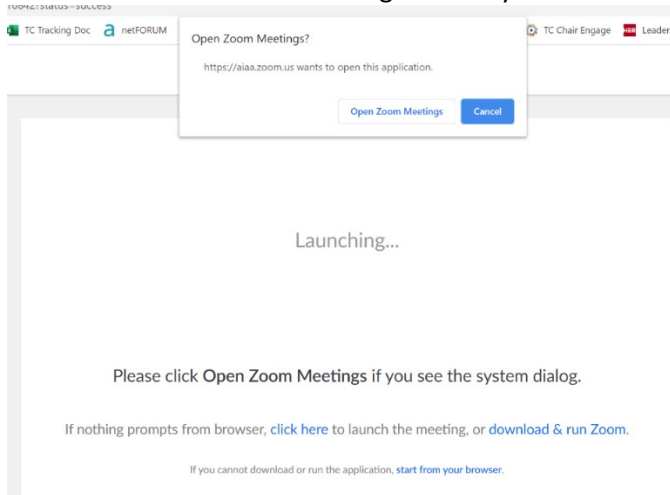 status=success
TC Tracking Doc netFORUM TC Chair Engage HBR Leader
Open Zoom Meetings?
https://aiaa.zoom.us wants to open this application.
Open Zoom Meetings Cancel
Launching...
Please click Open Zoom Meetings if you see the system dialog.
If nothing prompts from browser, click here to launch the meeting, or download & run Zoom.
If you cannot download or run the application, start from your browser.